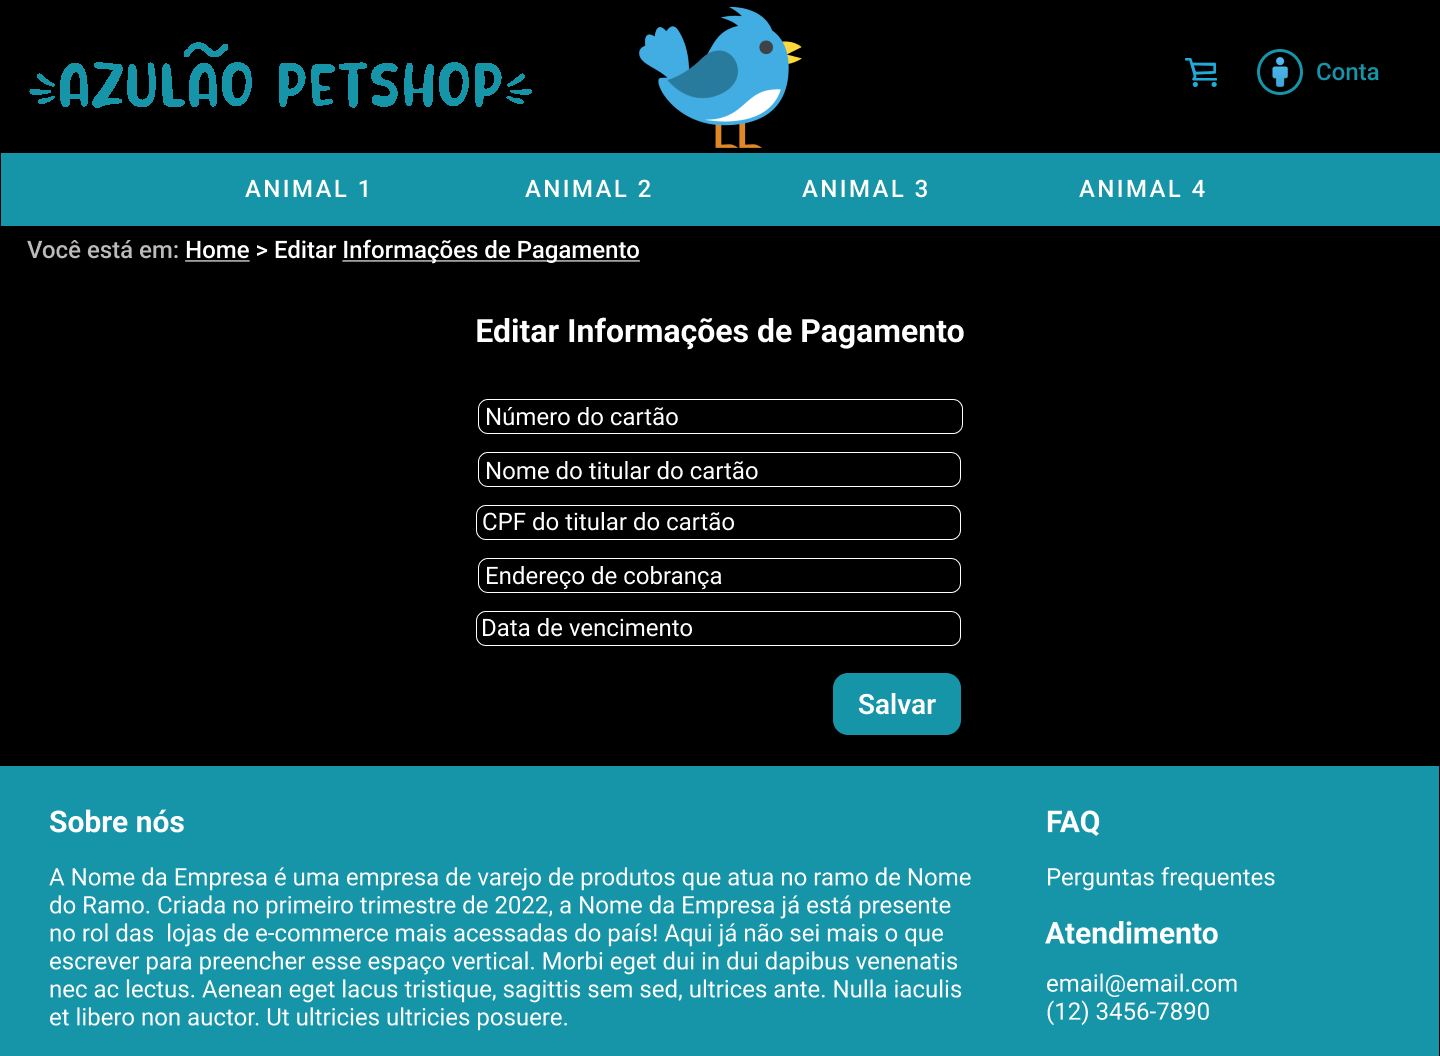 AZULÃO PETSHOP
Conta
ANIMAL 1 ANIMAL 2 ANIMAL 3 ANIMAL 4
Você está em: Home > Editar Informações de Pagamento
Editar Informações de Pagamento
Número do cartão
Nome do titular do cartão
CPF do titular do cartão
Endereço de cobrança
Data de vencimento
Salvar
Sobre nós
A Nome da Empresa é uma empresa de varejo de produtos que atua no ramo de Nome
do Ramo. Criada no primeiro trimestre de 2022, a Nome da Empresa já está presente
no rol das  lojas de e-commerce mais acessadas do país! Aqui já não sei mais o que
escrever para preencher esse espaço vertical. Morbi eget dui in dui dapibus venenatis
nec ac lectus. Aenean eget lacus tristique, sagittis sem sed, ultrices ante. Nulla iaculis
et libero non auctor. Ut ultricies ultricies posuere.
FAQ
Perguntas frequentes
Atendimento
email@email.com
(12) 3456-7890